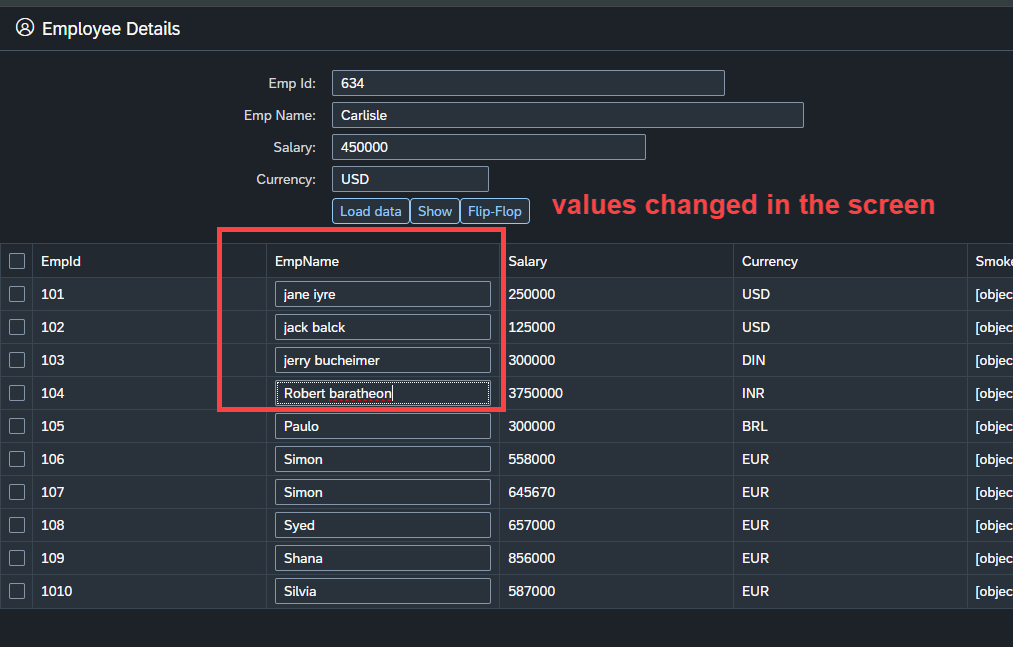 Employee Details
Emp Id: 634
Emp Name: Carlisle
Salary: 450000
Currency: USD
Load data Show Flip-Flop values changed in the screen
EmpId EmpName Salary Currency Smoke
101 jane iyre 250000 USD [objec
102 jack balck 125000 USD [objec
103 jerry bucheimer 300000 DIN [objec
104 Robert baratheon 3750000 INR [objec
105 Paulo 300000 BRL [objec
106 Simon 558000 EUR [objec
107 Simon 645670 EUR [objec
108 Syed 657000 EUR [objec
109 Shana 856000 EUR [objec
1010 Silvia 587000 EUR [objec